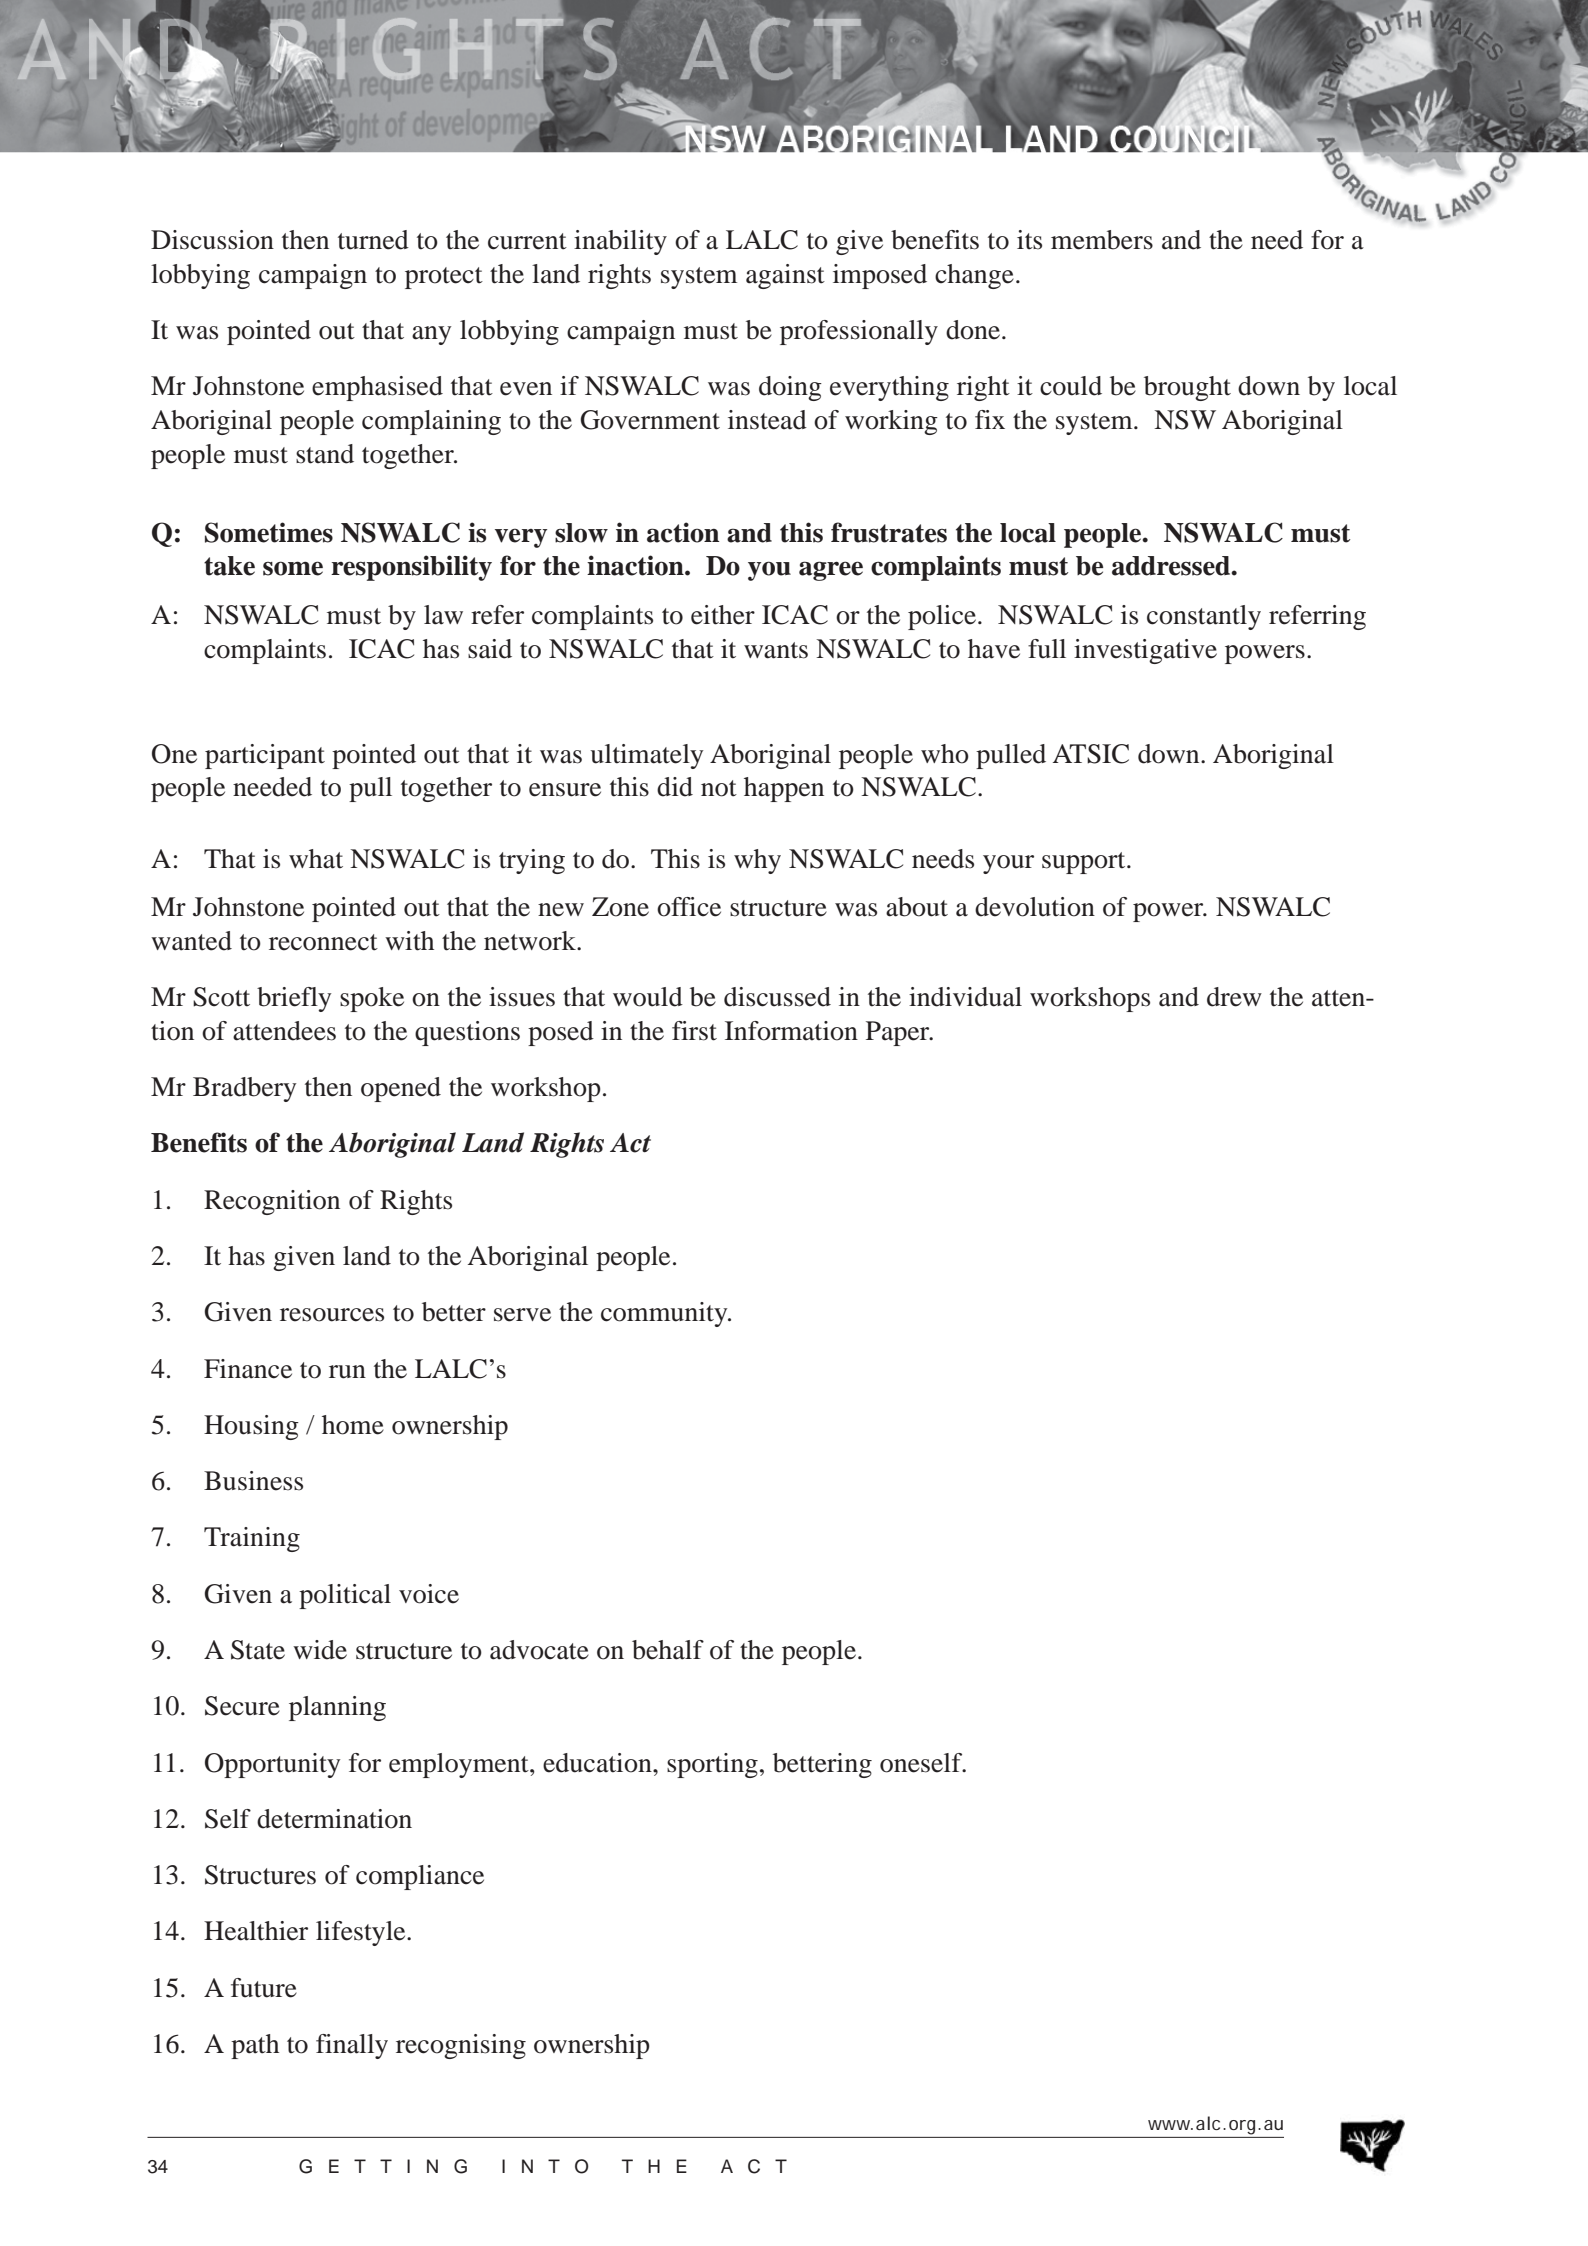 uire and make
hether the aims and
RA require expansi
ight of developme
AND RIGHTS ACT
NSW ABORIGINAL LAND COUNCIL
NEW SOUTH WALES
ABORIGINAL LAND COUNCIL
Discussion then turned to the current inability of a LALC to give benefits to its members and the need for a
lobbying campaign to protect the land rights system against imposed change.
It was pointed out that any lobbying campaign must be professionally done.
Mr Johnstone emphasised that even if NSWALC was doing everything right it could be brought down by local
Aboriginal people complaining to the Government instead of working to fix the system.  NSW Aboriginal
people must stand together.
Q: Sometimes NSWALC is very slow in action and this frustrates the local people.  NSWALC must
take some responsibility for the inaction.  Do you agree complaints must be addressed.
A: NSWALC must by law refer complaints to either ICAC or the police.  NSWALC is constantly referring
complaints.  ICAC has said to NSWALC that it wants NSWALC to have full investigative powers.
One participant pointed out that it was ultimately Aboriginal people who pulled ATSIC down. Aboriginal
people needed to pull together to ensure this did not happen to NSWALC.
A: That is what NSWALC is trying to do.  This is why NSWALC needs your support.
Mr Johnstone pointed out that the new Zone office structure was about a devolution of power. NSWALC
wanted to reconnect with the network.
Mr Scott briefly spoke on the issues that would be discussed in the individual workshops and drew the atten-
tion of attendees to the questions posed in the first Information Paper.
Mr Bradbery then opened the workshop.
Benefits of the Aboriginal Land Rights Act
1. Recognition of Rights
2. It has given land to the Aboriginal people.
3. Given resources to better serve the community.
4. Finance to run the LALC’s
5. Housing / home ownership
6. Business
7. Training
8. Given a political voice
9. A State wide structure to advocate on behalf of the people.
10. Secure planning
11. Opportunity for employment, education, sporting, bettering oneself.
12. Self determination
13. Structures of compliance
14. Healthier lifestyle.
15. A future
16. A path to finally recognising ownership
www.alc.org.au
34 GETTING INTO THE ACT